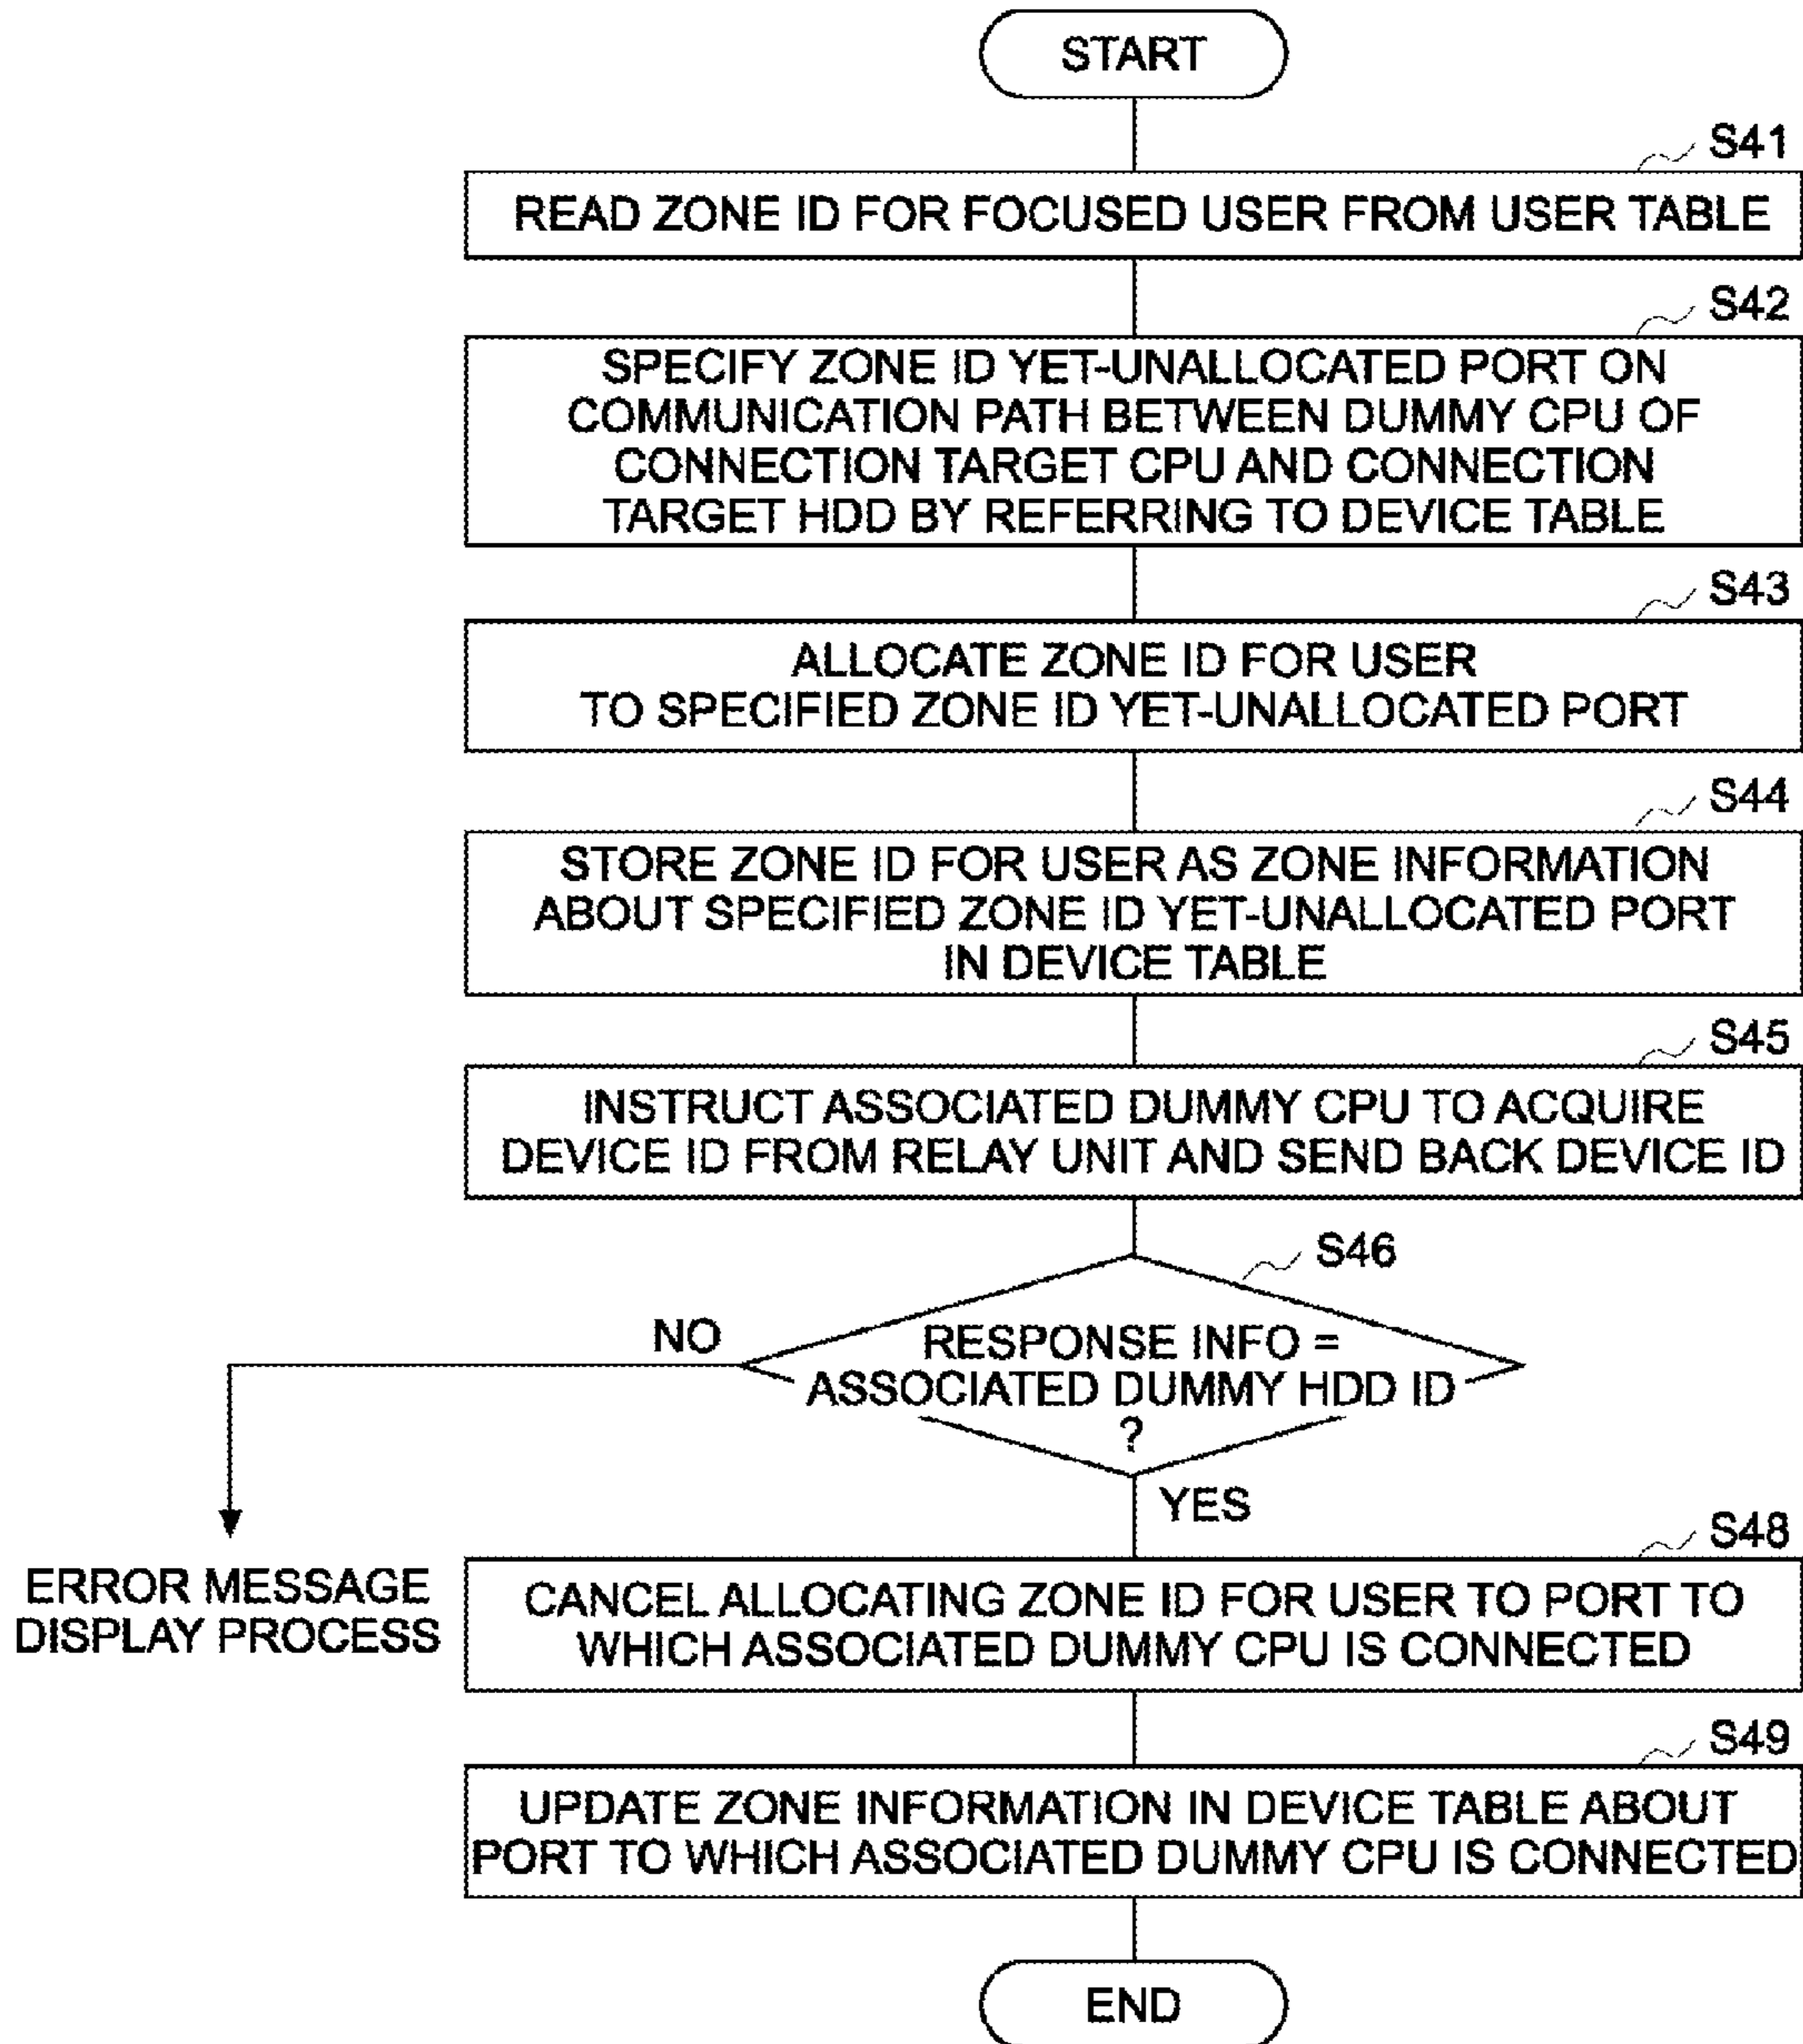 START
S41
READ ZONE ID FOR FOCUSED USER FROM USER TABLE
S42
SPECIFY ZONE ID YET-UNALLOCATED PORT ON
COMMUNICATION PATH BETWEEN DUMMY CPU OF
CONNECTION TARGET CPU AND CONNECTION
TARGET HDD BY REFERRING TO DEVICE TABLE
S43
ALLOCATE ZONE ID FOR USER
TO SPECIFIED ZONE ID YET-UNALLOCATED PORT
S44
STORE ZONE ID FOR USER AS ZONE INFORMATION
ABOUT SPECIFIED ZONE ID YET-UNALLOCATED PORT
IN DEVICE TABLE
S45
INSTRUCT ASSOCIATED DUMMY CPU TO ACQUIRE
DEVICE ID FROM RELAY UNIT AND SEND BACK DEVICE ID
S46
NO
RESPONSE INFO =
ASSOCIATED DUMMY HDD ID
?
YES
ERROR MESSAGE
DISPLAY PROCESS
S48
CANCEL ALLOCATING ZONE ID FOR USER TO PORT TO
WHICH ASSOCIATED DUMMY CPU IS CONNECTED
S49
UPDATE ZONE INFORMATION IN DEVICE TABLE ABOUT
PORT TO WHICH ASSOCIATED DUMMY CPU IS CONNECTED
END